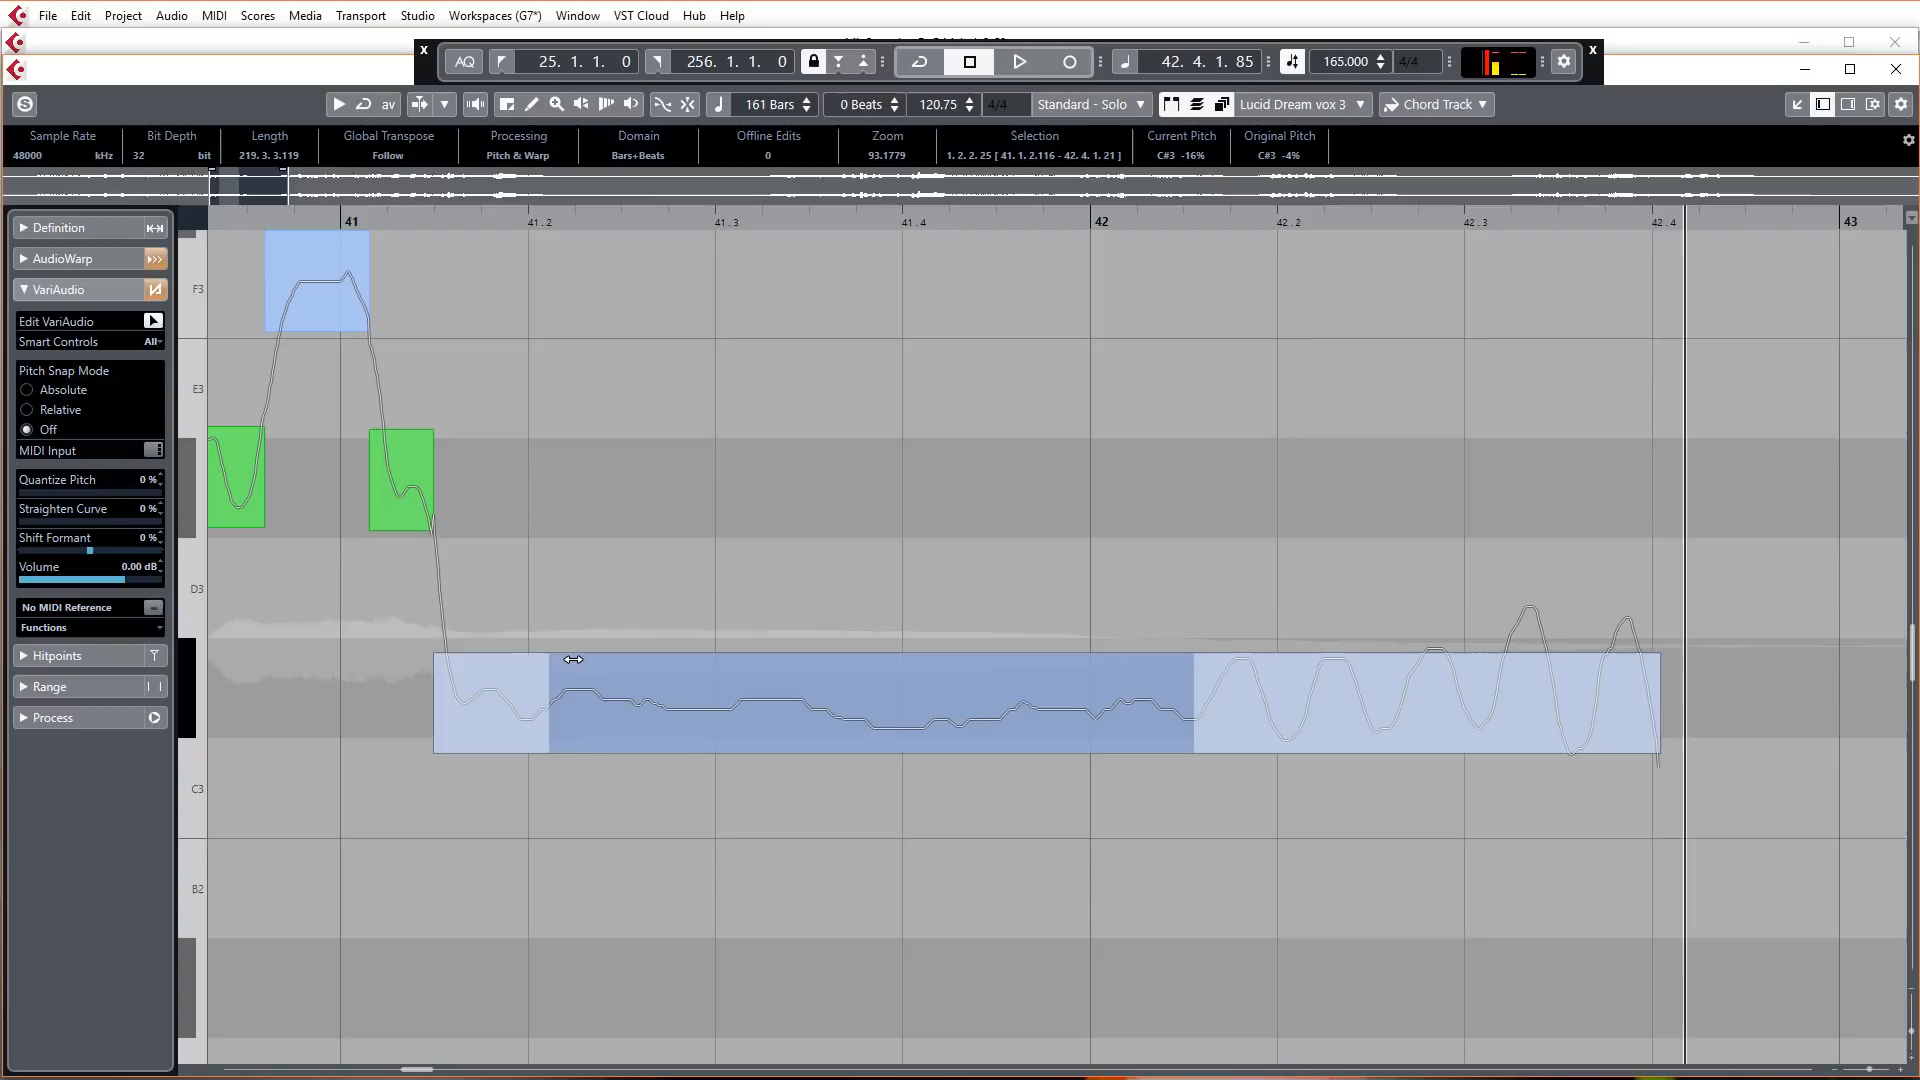 File Edit Project Audio MIDI Scores Media Transport Studio Workspaces (G7*) Window VST Cloud Hub Help
x AQ 25. 1. 1. 0 256. 1. 1. 0 42. 4. 1. 85 165.000 4/4 x
av 161 Bars 0 Beats 120.75 4/4 Standard - Solo Lucid Dream vox 3 Chord Track
Sample Rate Bit Depth Length Global Transpose Processing Domain Offline Edits Zoom Selection Current Pitch Original Pitch
48000 kHz 32 bit 219. 3. 3.119 Follow Pitch & Warp Bars+Beats 0 93.1779 1. 2. 2. 25 [ 41. 1. 2.116 - 42. 4. 1. 21 ] C#3 -16% C#3 -4%
41 41.2 41.3 41.4 42 42.2 42.3 42.4 43
Definition
AudioWarp
VariAudio
Edit VariAudio
Smart Controls All
Pitch Snap Mode
Absolute
Relative
Off
MIDI Input
Quantize Pitch 0 %
Straighten Curve 0 %
Shift Formant 0 %
Volume 0.00 dB
No MIDI Reference
Functions
Hitpoints
Range
Process
F3
E3
D3
C3
B2